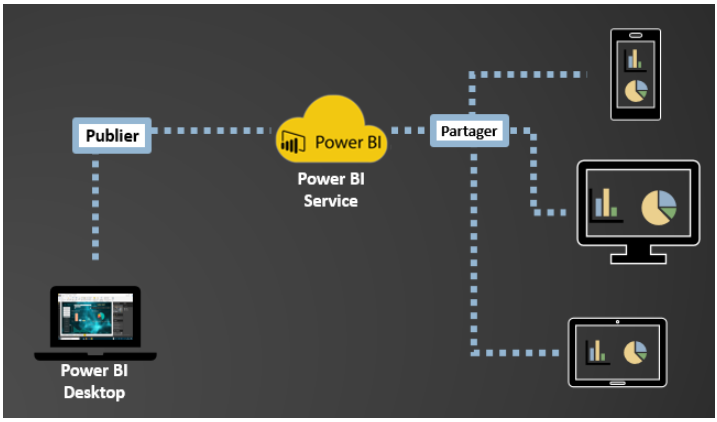 Publier
Power BI
Power BI
Service
Partager
Power BI
Desktop